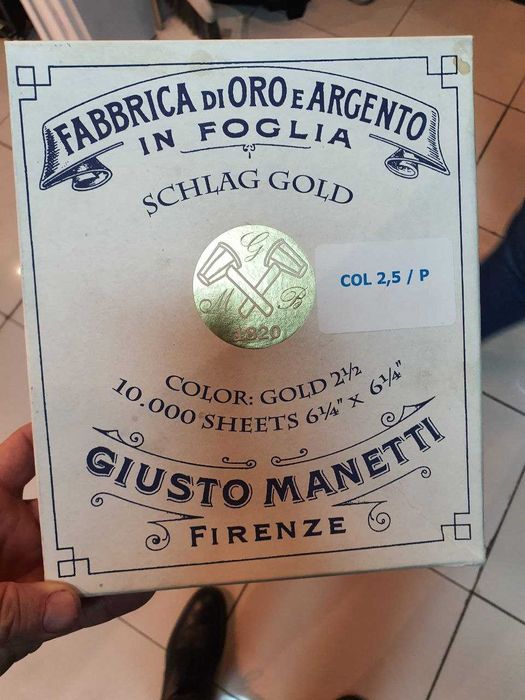 FABBRICA DI ORO E ARGENTO
IN FOGLIA
SCHLAG GOLD
G
M B
1820
COL 2,5 / P
COLOR: GOLD 2½
10.000 SHEETS 6¼" X 6¼"
GIUSTO MANETTI
FIRENZE